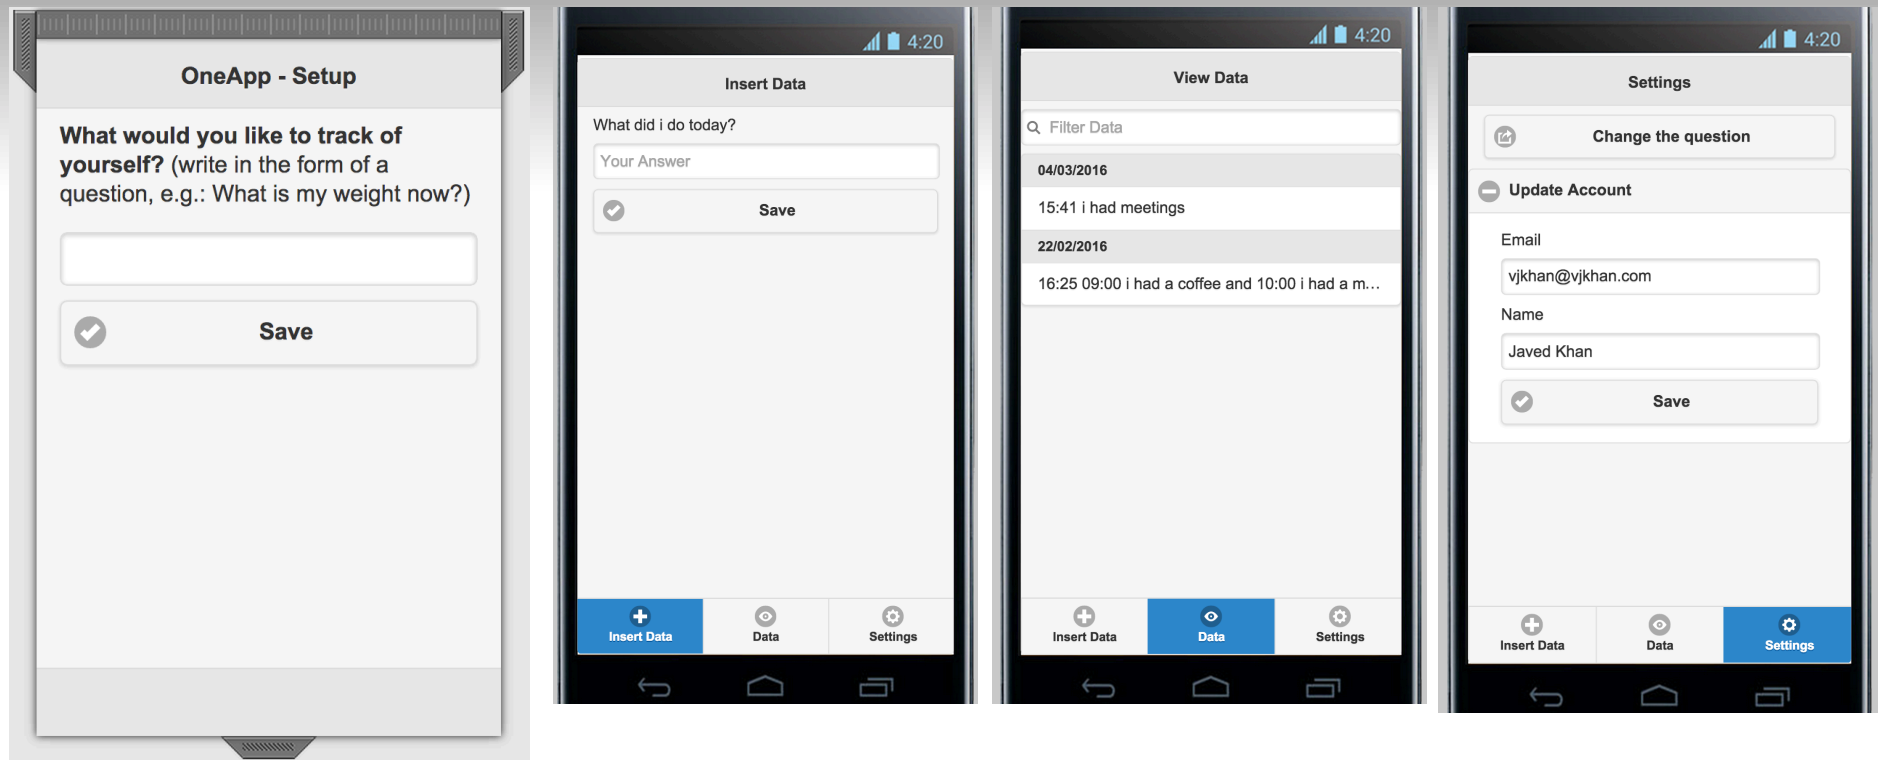 OneApp - Setup
What would you like to track of
yourself? (write in the form of a
question, e.g.: What is my weight now?)
Save
4:20
Insert Data
What did i do today?
Your Answer
Save
Insert Data
Data
Settings
4:20
View Data
Filter Data
04/03/2016
15:41 i had meetings
22/02/2016
16:25 09:00 i had a coffee and 10:00 i had a m...
Insert Data
Data
Settings
4:20
Settings
Change the question
Update Account
Email
vjkhan@vjkhan.com
Name
Javed Khan
Save
Insert Data
Data
Settings